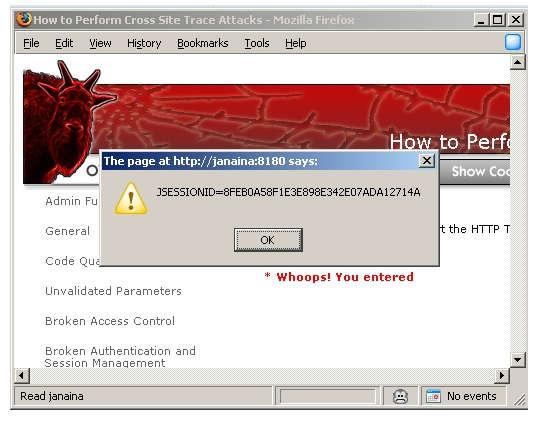 How to Perform Cross Site Trace Attacks - Mozilla Firefox
File Edit View History Bookmarks Tools Help
How to Perf
The page at http://janaina:8180 says:
Show Coo
JSESSIONID=8FEB0A58F1E3E898E342E07ADA12714A
OK
Admin Fu
General
t the HTTP T
Code Qua
* Whoops! You entered
Unvalidated Parameters
Broken Access Control
Broken Authentication and
Session Management
Read janaina
No events